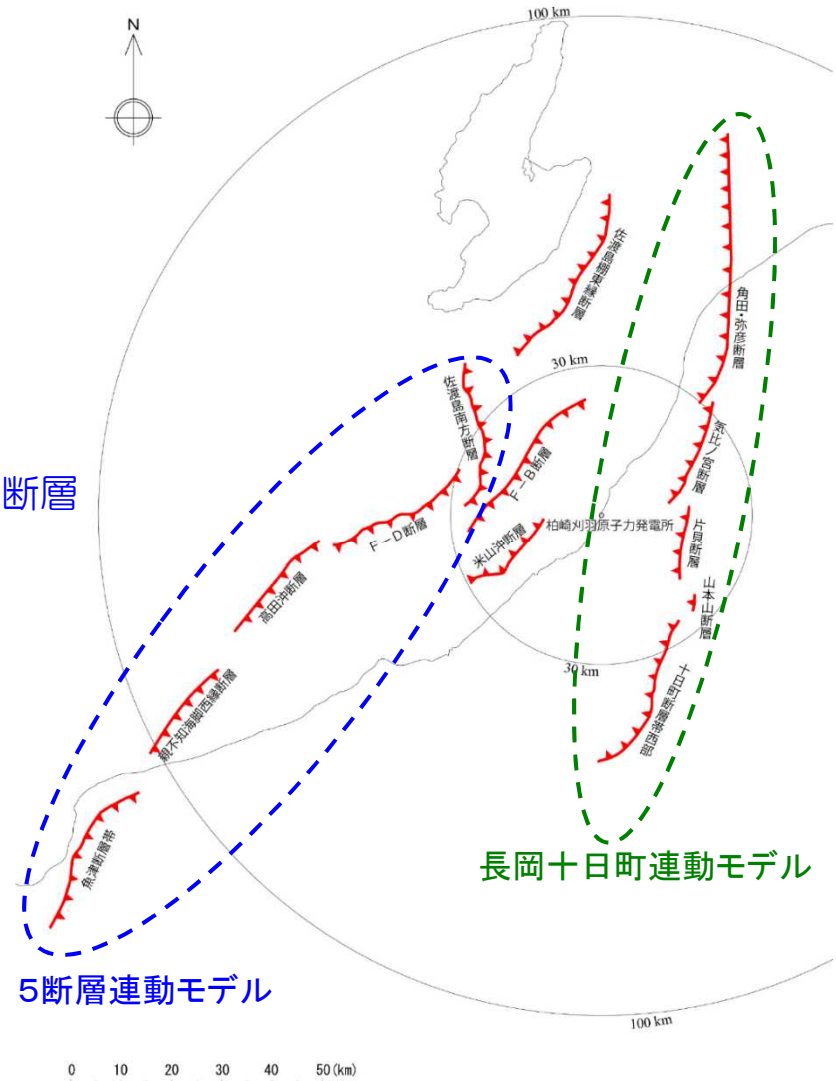 100 km
N
佐渡島棚東縁断層
角田・弥彦断層
30 km
佐渡島南方断層
F－B断層
気比ノ宮断層
断層
F－D断層
柏崎刈羽原子力発電所
片貝断層
米山沖断層
高田沖断層
山本山断層
30 km
十日町断層帯西部
親不知海脚西縁断層
魚津断層帯
長岡十日町連動モデル
5断層連動モデル
100 km
0 10 20 30 40 50(km)